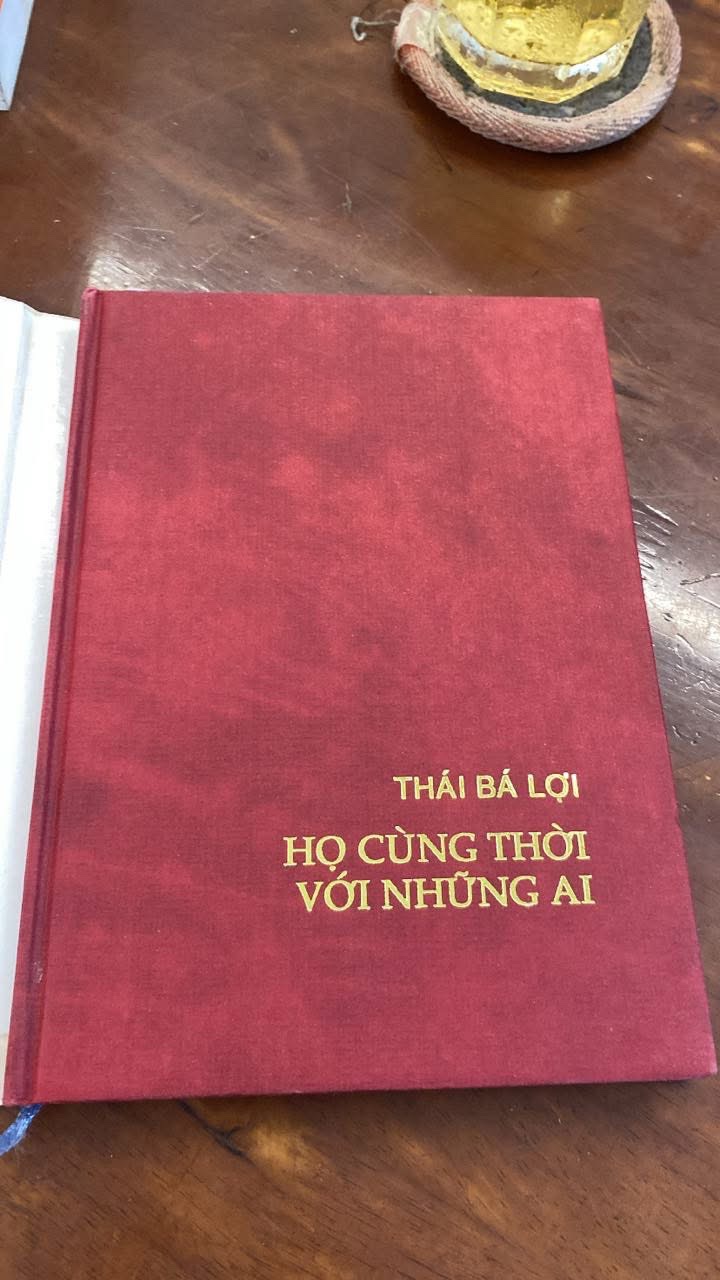 THÁI BÁ LỢI
HỌ CÙNG THỜI
VỚI NHỮNG AI